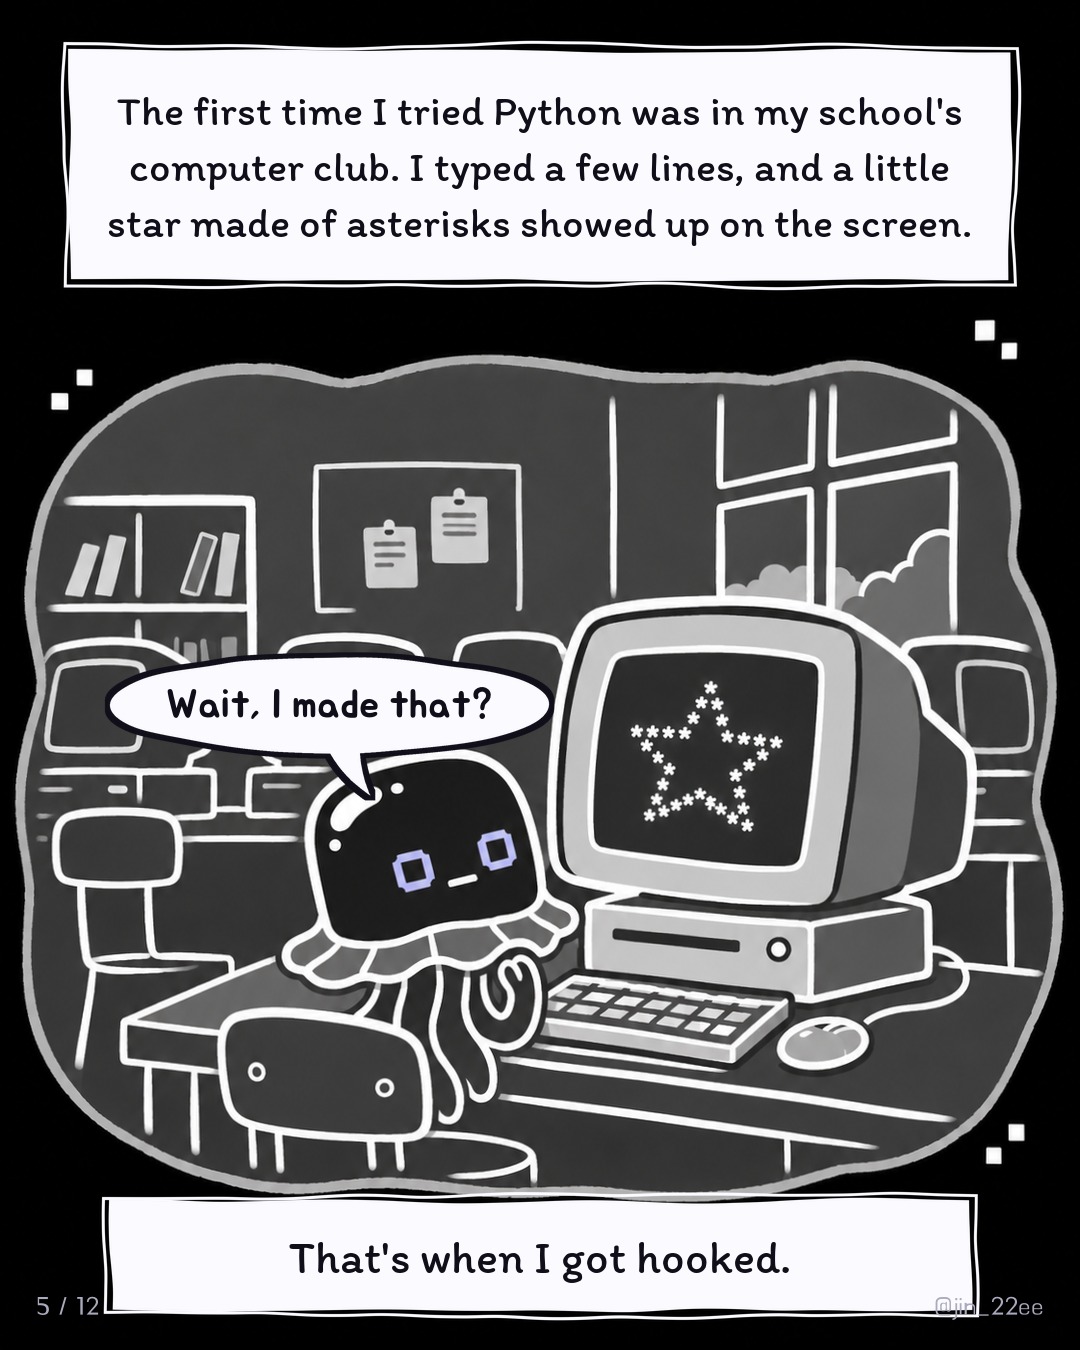 The first time I tried Python was in my school's
computer club. I typed a few lines, and a little
star made of asterisks showed up on the screen.
Wait, I made that?
That's when I got hooked.
5 / 12
@jin_22ee